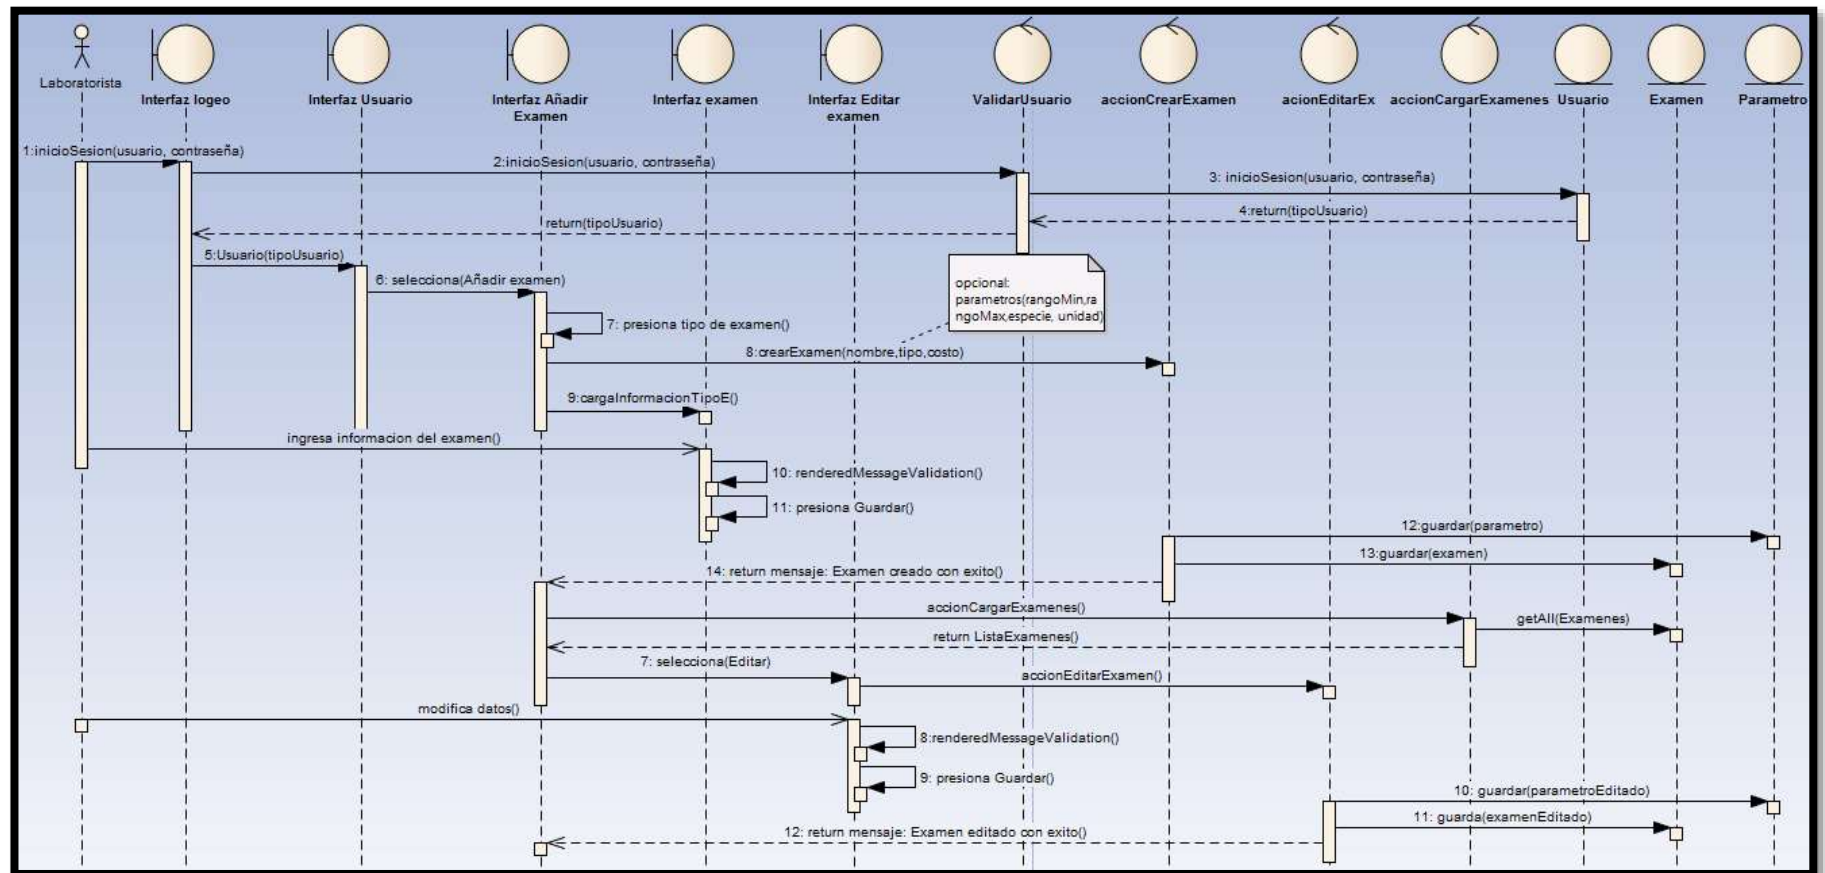 Laboratorista
Interfaz logeo
Interfaz Usuario
Interfaz Añadir
Examen
Interfaz examen
Interfaz Editar
examen
ValidarUsuario
accionCrearExamen
acionEditarEx
accionCargarExamenes
Usuario
Examen
Parametro
1:inicioSesion(usuario, contraseña)
2:inicioSesion(usuario, contraseña)
3: inicioSesion(usuario, contraseña)
4:return(tipoUsuario)
return(tipoUsuario)
5:Usuario(tipoUsuario)
6: selecciona(Añadir examen)
opcional:
parametros(rangoMin,ra
ngoMax,especie, unidad)
7: presiona tipo de examen()
8:crearExamen(nombre,tipo,costo)
9:cargaInformacionTipoE()
ingresa informacion del examen()
10: renderedMessageValidation()
11: presiona Guardar()
12:guardar(parametro)
13:guardar(examen)
14: return mensaje: Examen creado con exito()
accionCargarExamenes()
getAll(Examenes)
return ListaExamenes()
7: selecciona(Editar)
accionEditarExamen()
modifica datos()
8:renderedMessageValidation()
9: presiona Guardar()
10: guardar(parametroEditado)
11: guarda(examenEditado)
12: return mensaje: Examen editado con exito()